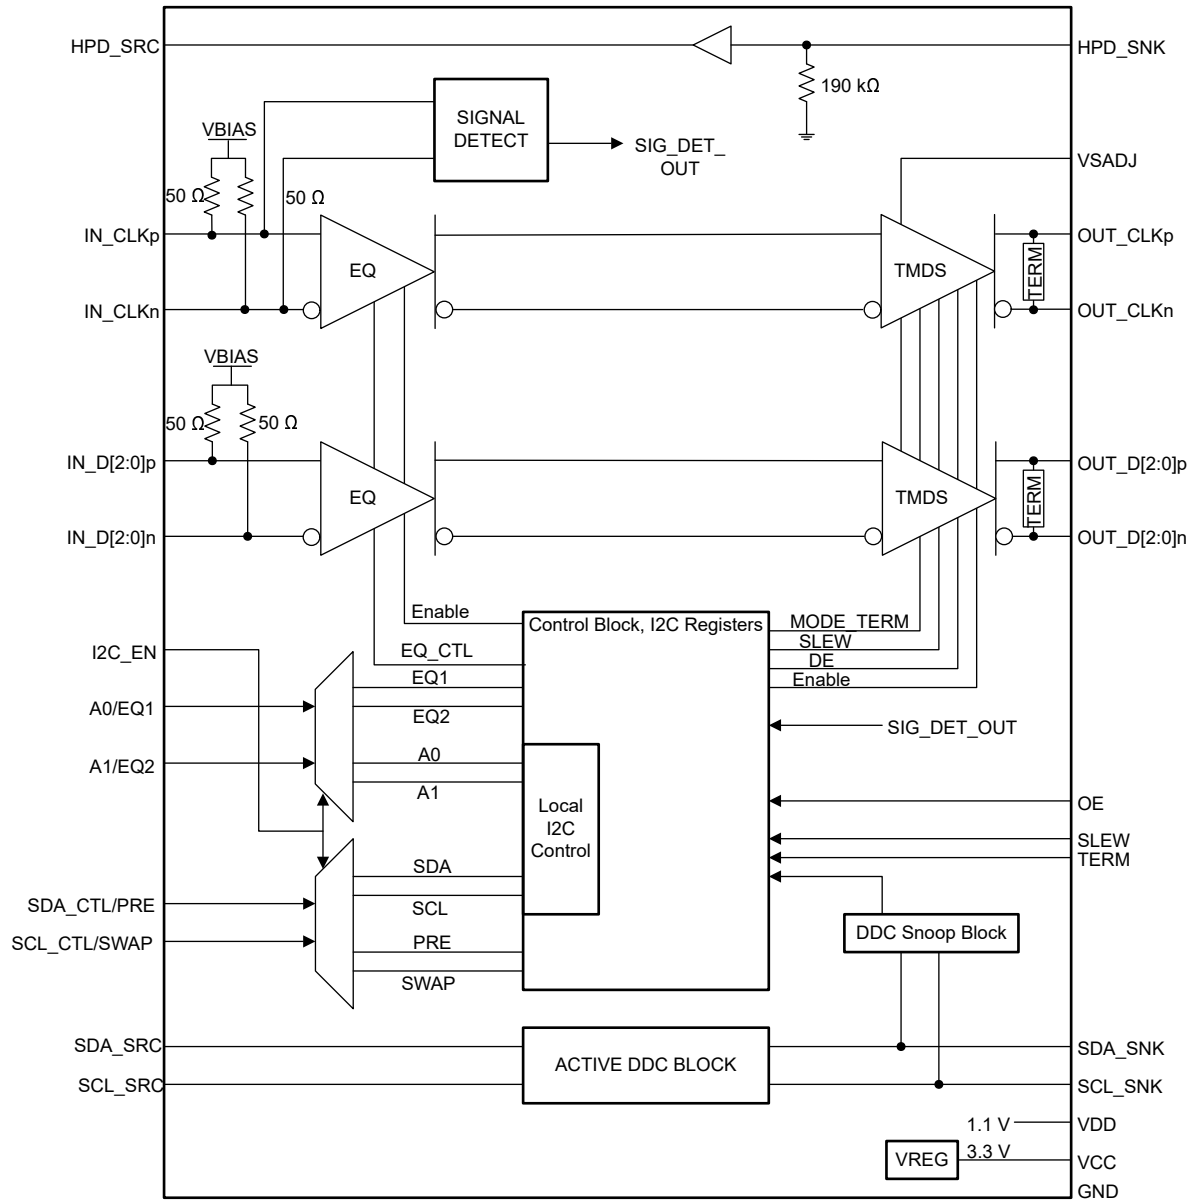 HPD_SRC
HPD_SNK
190 kΩ
SIGNAL
DETECT
SIG_DET_
OUT
VBIAS
VSADJ
50 Ω
50 Ω
IN_CLKp
OUT_CLKp
EQ
TMDS
TERM
IN_CLKn
OUT_CLKn
VBIAS
50 Ω
50 Ω
IN_D[2:0]p
OUT_D[2:0]p
EQ
TMDS
TERM
IN_D[2:0]n
OUT_D[2:0]n
Enable
Control Block, I2C Registers
MODE_TERM
SLEW
DE
Enable
I2C_EN
EQ_CTL
EQ1
EQ2
A0/EQ1
SIG_DET_OUT
A1/EQ2
A0
A1
Local
I2C
Control
OE
SLEW
TERM
SDA
SCL
SDA_CTL/PRE
SCL_CTL/SWAP
PRE
SWAP
DDC Snoop Block
SDA_SRC
SCL_SRC
ACTIVE DDC BLOCK
SDA_SNK
SCL_SNK
1.1 V
VDD
VREG
3.3 V
VCC
GND